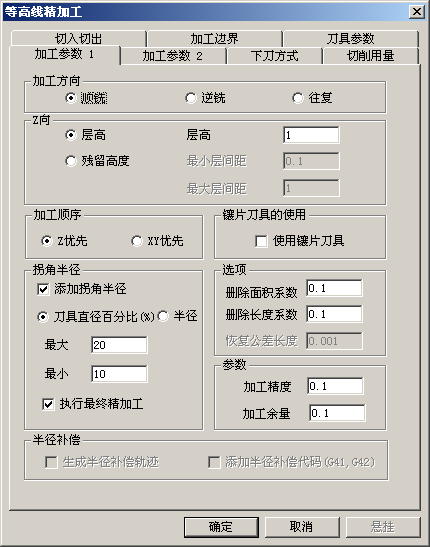 等高线精加工
切入切出 加工边界 刀具参数
加工参数 1 加工参数 2 下刀方式 切削用量
加工方向
顺铣 逆铣 往复
Z向
层高 层高 1
残留高度 最小层间距 0.1
最大层间距 1
加工顺序 镶片刀具的使用
Z优先 XY优先 使用镶片刀具
拐角半径 选项
添加拐角半径 删除面积系数 0.1
刀具直径百分比(%) 半径 删除长度系数 0.1
最大 20 恢复公差长度 0.001
最小 10 参数
加工精度 0.1
执行最终精加工 加工余量 0.1
半径补偿
生成半径补偿轨迹 添加半径补偿代码(G41,G42)
确定 取消 悬挂